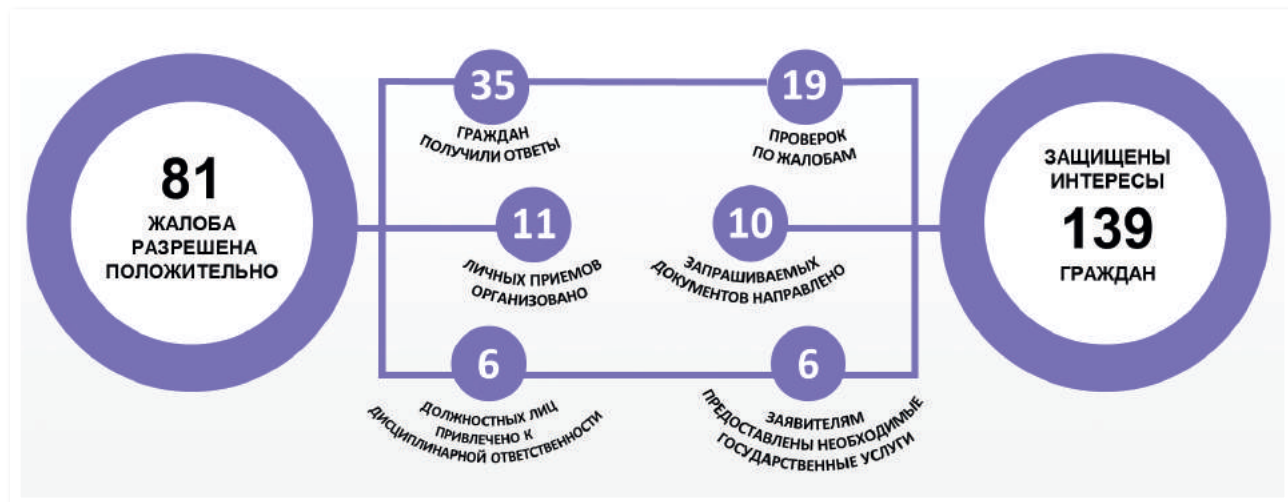 81
ЖАЛОБА
РАЗРЕШЕНА
ПОЛОЖИТЕЛЬНО
35
ГРАЖДАН
ПОЛУЧИЛИ ОТВЕТЫ
19
ПРОВЕРОК
ПО ЖАЛОБАМ
11
ЛИЧНЫХ ПРИЕМОВ
ОРГАНИЗОВАНО
10
ЗАПРАШИВАЕМЫХ
ДОКУМЕНТОВ НАПРАВЛЕНО
6
ДОЛЖНОСТНЫХ ЛИЦ
ПРИВЛЕЧЕНО К
ДИСЦИПЛИНАРНОЙ ОТВЕТСТВЕННОСТИ
6
ЗАЯВИТЕЛЯМ
ПРЕДОСТАВЛЕНЫ НЕОБХОДИМЫЕ
ГОСУДАРСТВЕННЫЕ УСЛУГИ
ЗАЩИЩЕНЫ
ИНТЕРЕСЫ
139
ГРАЖДАН